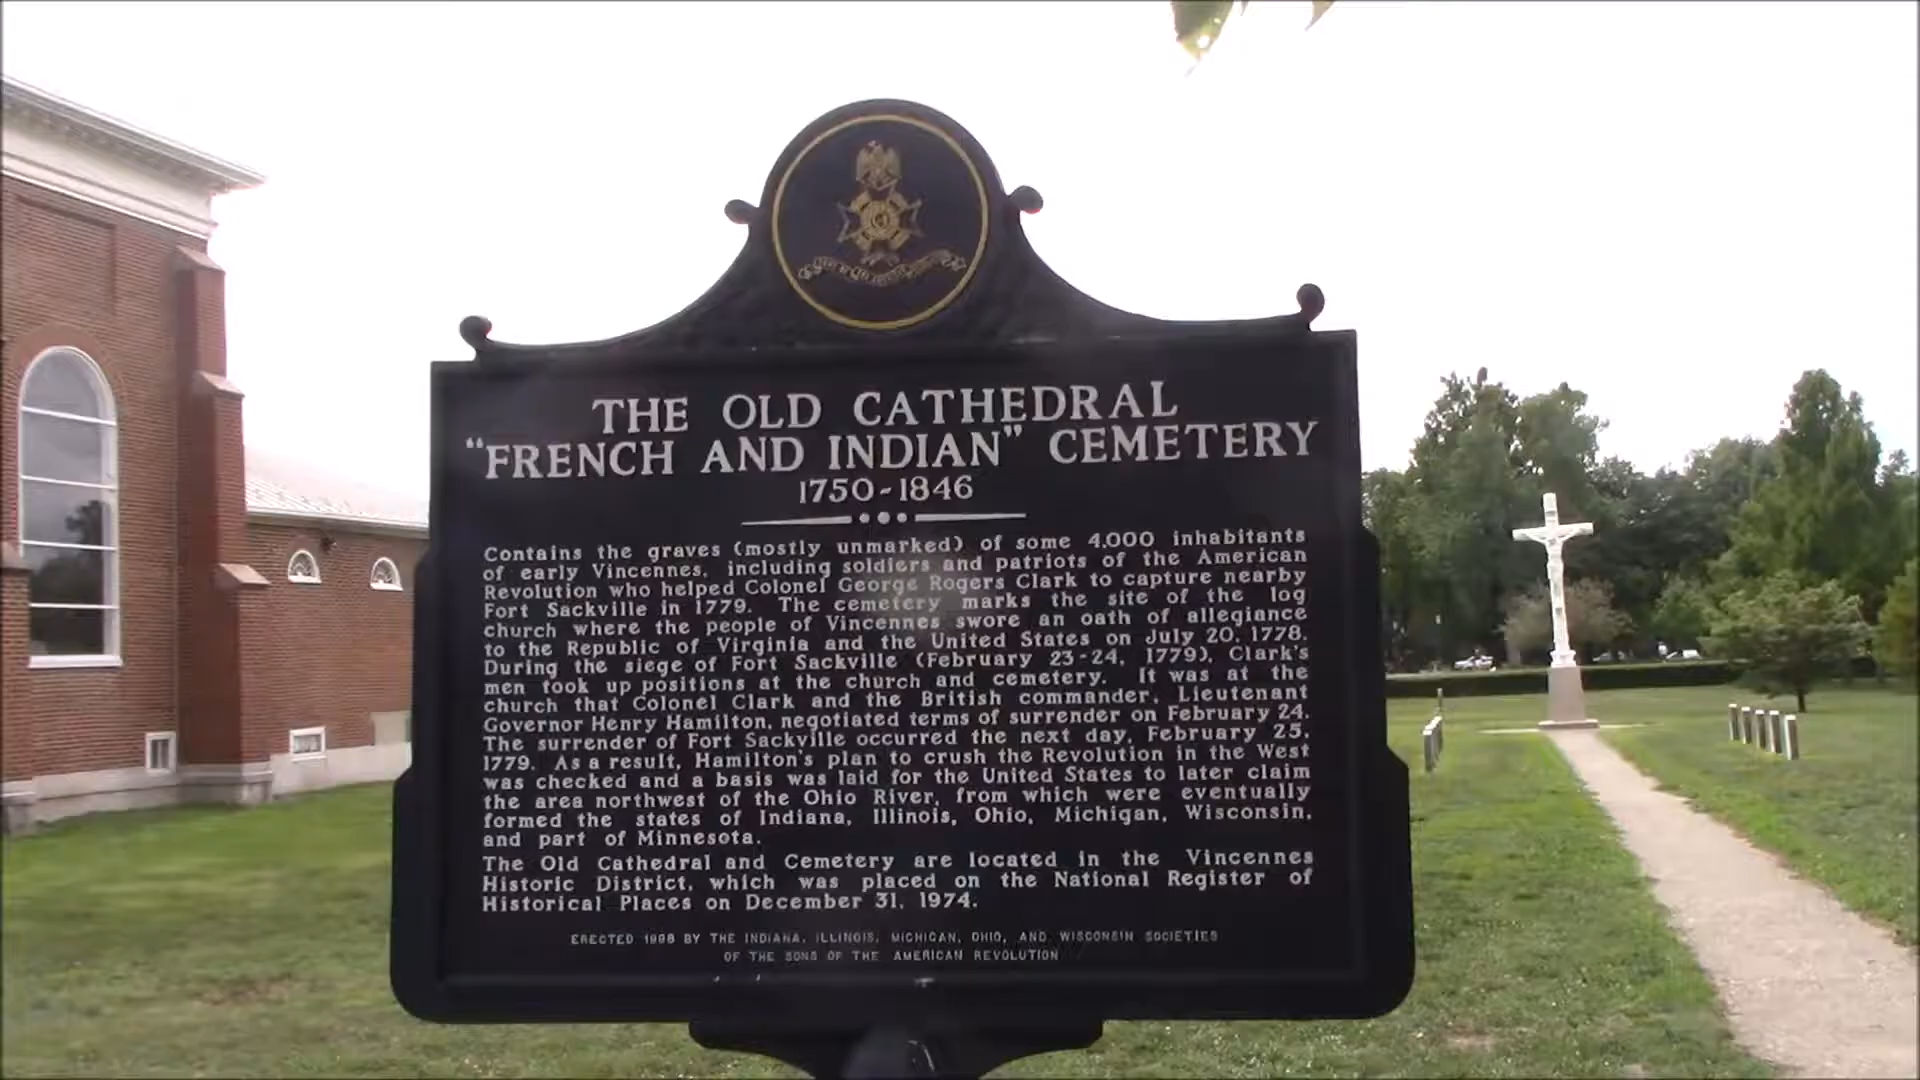 THE OLD CATHEDRAL
"FRENCH AND INDIAN" CEMETERY
1750-1846
Contains the graves (mostly unmarked) of some 4,000 inhabitants
of early Vincennes, including soldiers and patriots of the American
Revolution who helped Colonel George Rogers Clark to capture nearby
Fort Sackville in 1779. The cemetery marks the site of the log
church where the people of Vincennes swore an oath of allegiance
to the Republic of Virginia and the United States on July 20, 1778.
During the siege of Fort Sackville (February 23-24, 1779), Clark's
men took up positions at the church and cemetery. It was at the
church that Colonel Clark and the British commander, Lieutenant
Governor Henry Hamilton, negotiated terms of surrender on February 24.
The surrender of Fort Sackville occurred the next day, February 25,
1779. As a result, Hamilton's plan to crush the Revolution in the West
was checked and a basis was laid for the United States to later claim
the area northwest of the Ohio River, from which were eventually
formed the states of Indiana, Illinois, Ohio, Michigan, Wisconsin,
and part of Minnesota.
The Old Cathedral and Cemetery are located in the Vincennes
Historic District, which was placed on the National Register of
Historical Places on December 31, 1974.
ERECTED 1998 BY THE INDIANA, ILLINOIS, MICHIGAN, OHIO, AND WISCONSIN SOCIETIES
OF THE SONS OF THE AMERICAN REVOLUTION